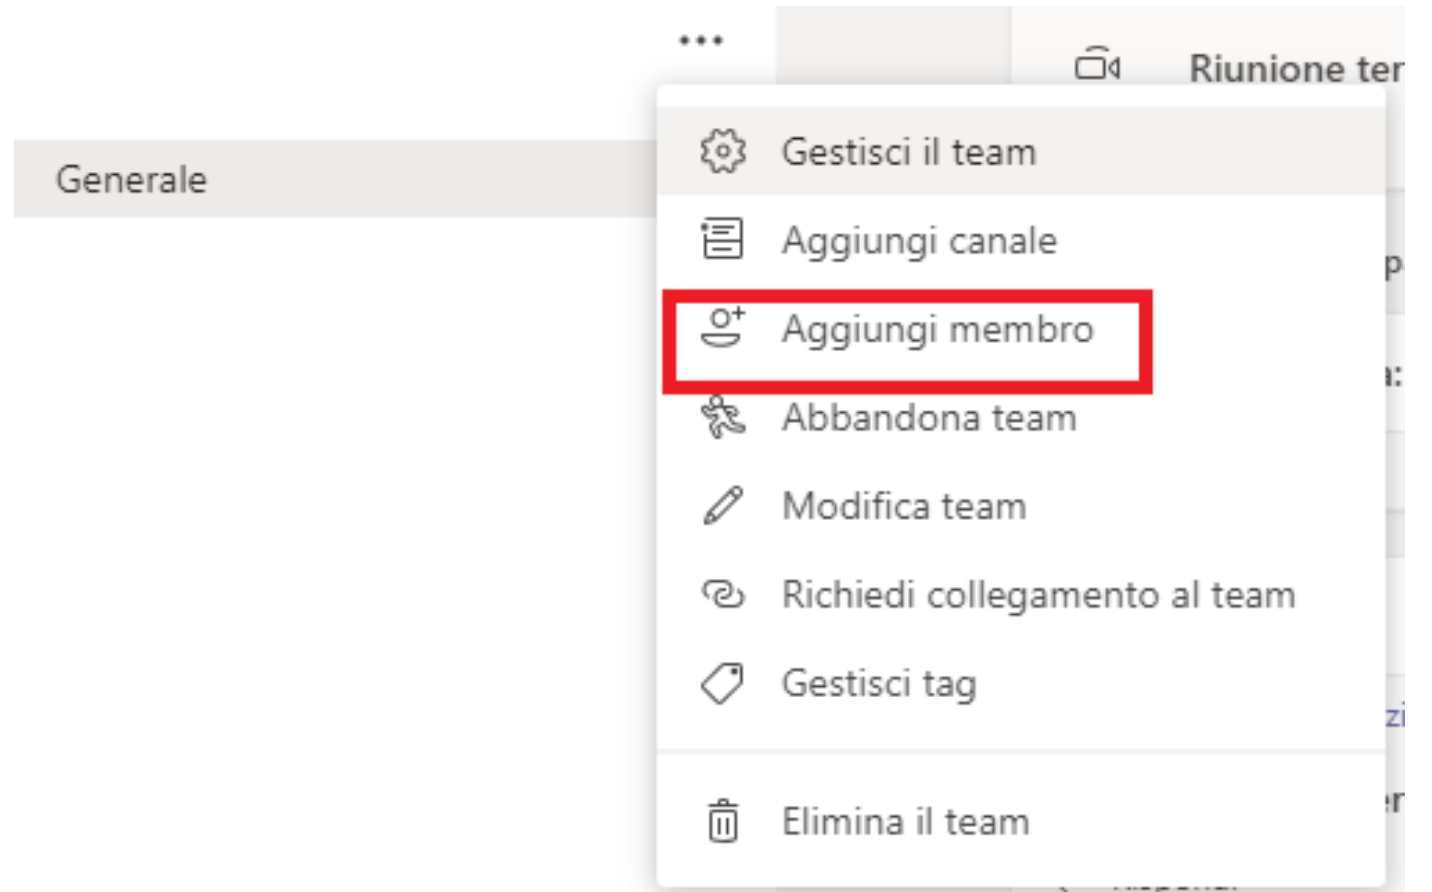 Riunione
Gestisci il team
Generale
Aggiungi canale
Aggiungi membro
Abbandona team
Modifica team
Richiedi collegamento al team
Gestisci tag
Elimina il team